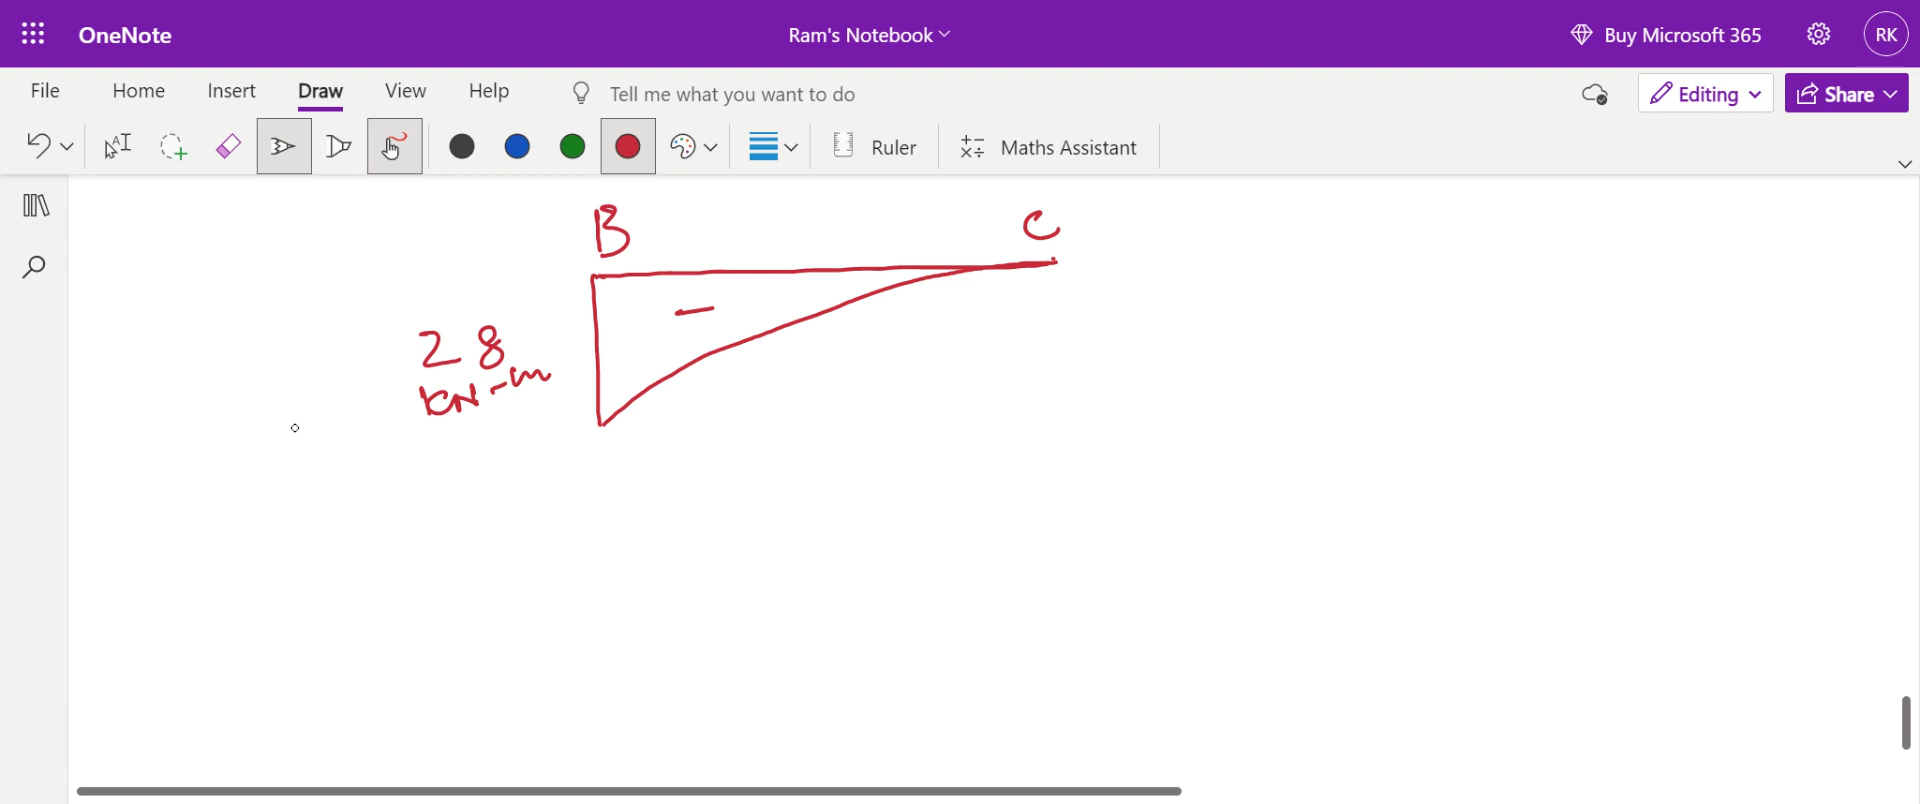 OneNote
Ram's Notebook
Buy Microsoft 365
RK
File Home Insert Draw View Help
Tell me what you want to do
Editing
Share
Ruler
Maths Assistant
B C
-
28
kN-m